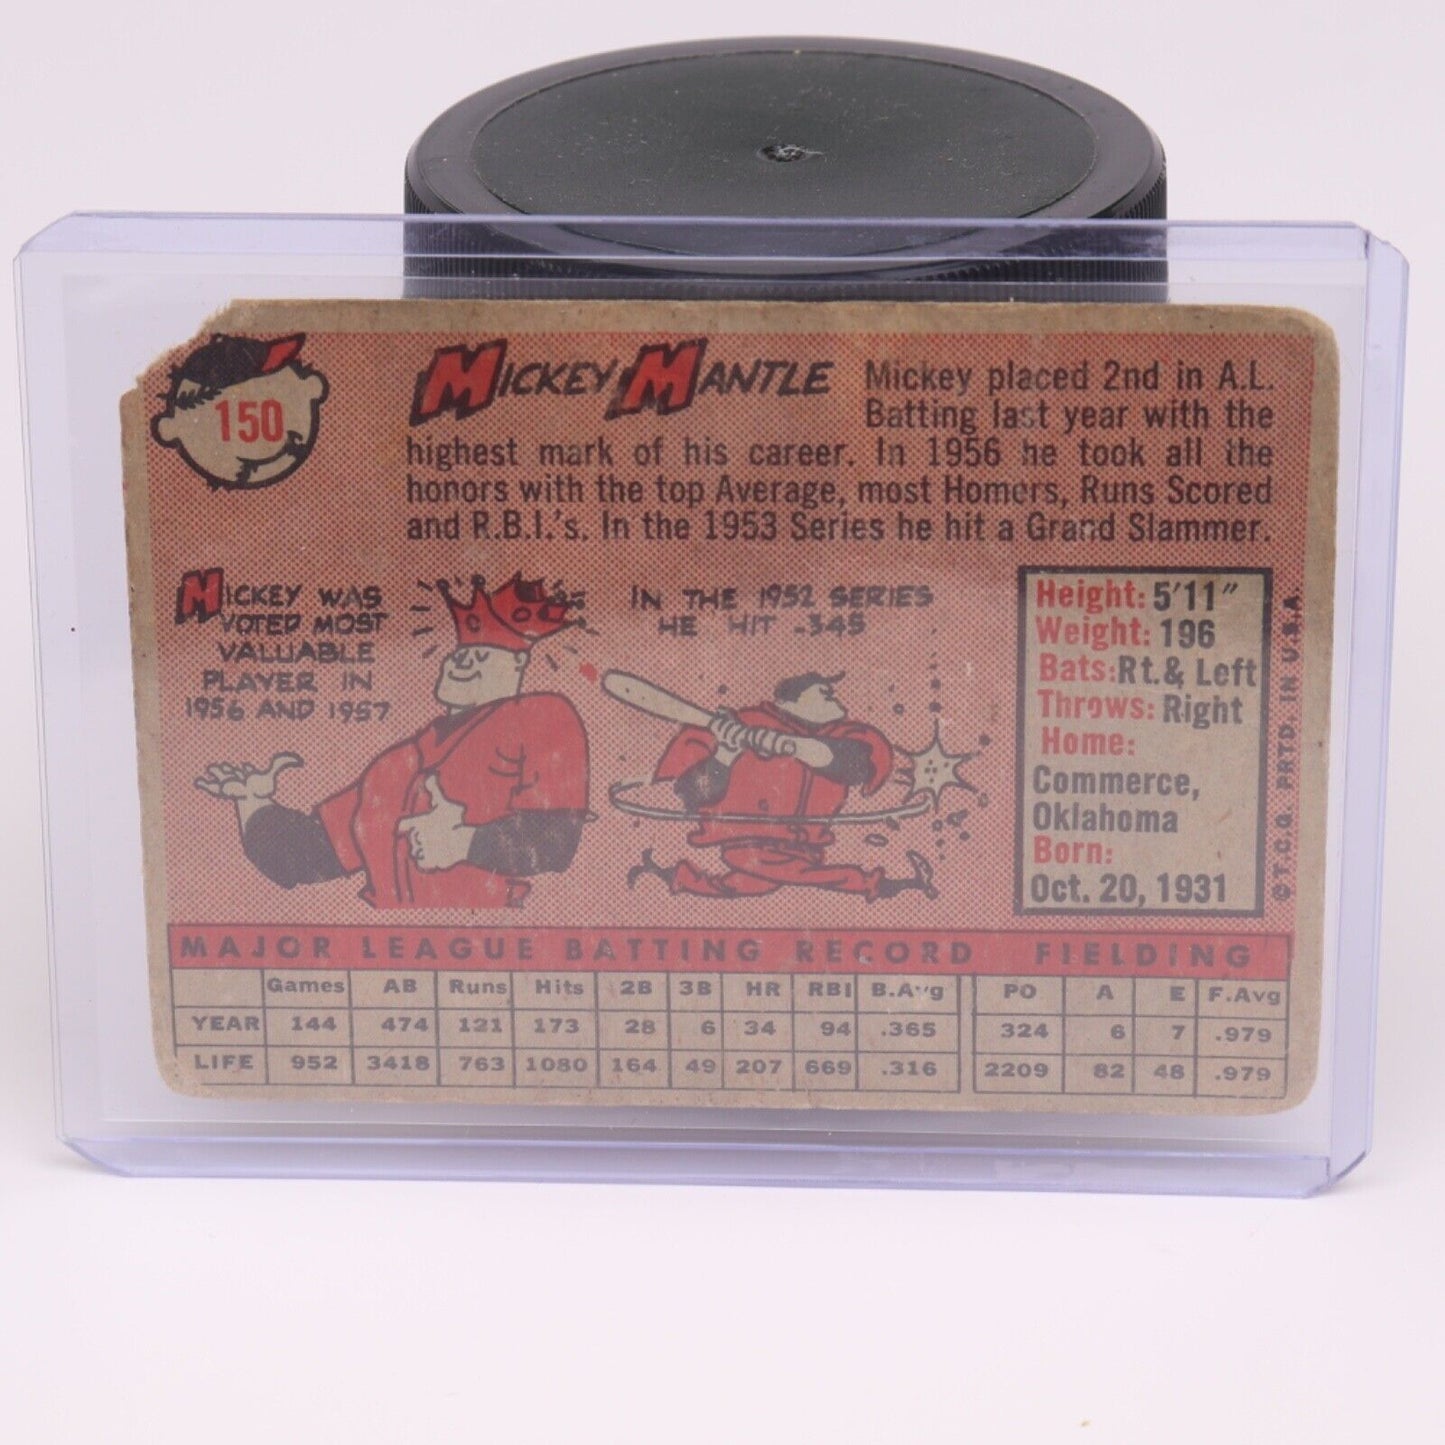 150
MICKEY MANTLE
Mickey placed 2nd in A.L.
Batting last year with the
highest mark of his career. In 1956 he took all the
honors with the top Average, most Homers, Runs Scored
and R.B.I.'s. In the 1953 Series he hit a Grand Slammer.
MICKEY WAS
VOTED MOST
VALUABLE
PLAYER IN
1956 AND 1957
IN THE 1952 SERIES
HE HIT .345
Height: 5'11"
Weight: 196
Bats: Rt. & Left
Throws: Right
Home:
Commerce,
Oklahoma
Born:
Oct. 20, 1931
© T.C.G. PRTD. IN U.S.A.
MAJOR LEAGUE BATTING RECORD FIELDING
Games AB Runs Hits 2B 3B HR RBI B.Avg PO A E F.Avg
YEAR 144 474 121 173 28 6 34 94 .365 324 6 7 .979
LIFE 952 3418 763 1080 164 49 207 669 .316 2209 82 48 .979